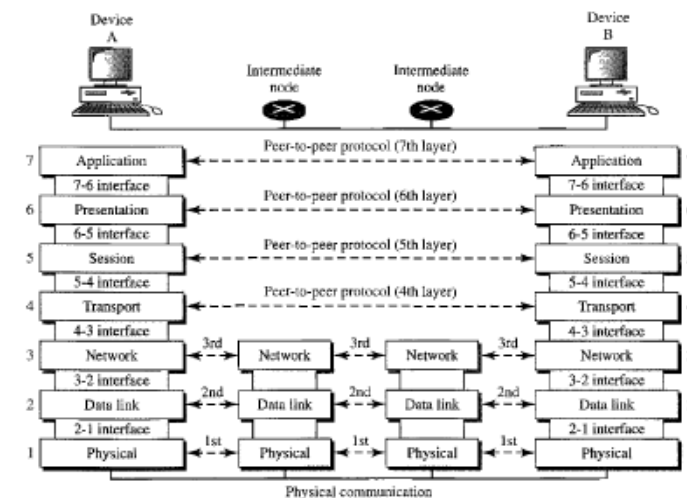 Device
A
Device
B
Intermediate
node
Intermediate
node
7 Application Peer-to-peer protocol (7th layer) Application
7-6 interface 7-6 interface
6 Presentation Peer-to-peer protocol (6th layer) Presentation
6-5 interface 6-5 interface
5 Session Peer-to-peer protocol (5th layer) Session
5-4 interface 5-4 interface
4 Transport Peer-to-peer protocol (4th layer) Transport
4-3 interface 4-3 interface
3 Network 3rd Network 3rd Network 3rd Network
3-2 interface 3-2 interface
2 Data link 2nd Data link 2nd Data link 2nd Data link
2-1 interface 2-1 interface
1 Physical 1st Physical 1st Physical 1st Physical
Physical communication